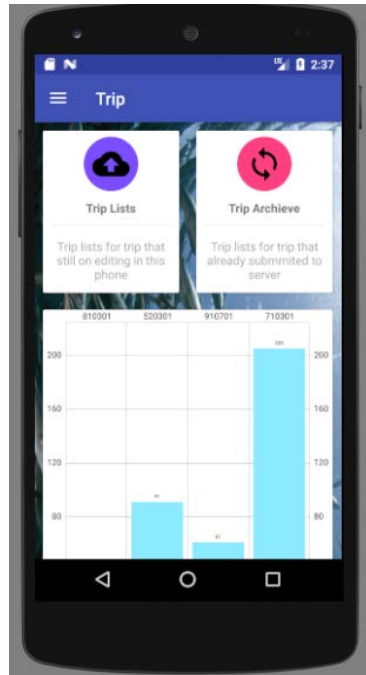 2:37
Trip
Trip Lists
Trip lists for trip that
still on editing in this
phone
Trip Archieve
Trip lists for trip that
already submmited to
server
810301 520301 910701 710301
200 200
160 160
120 120
80 80